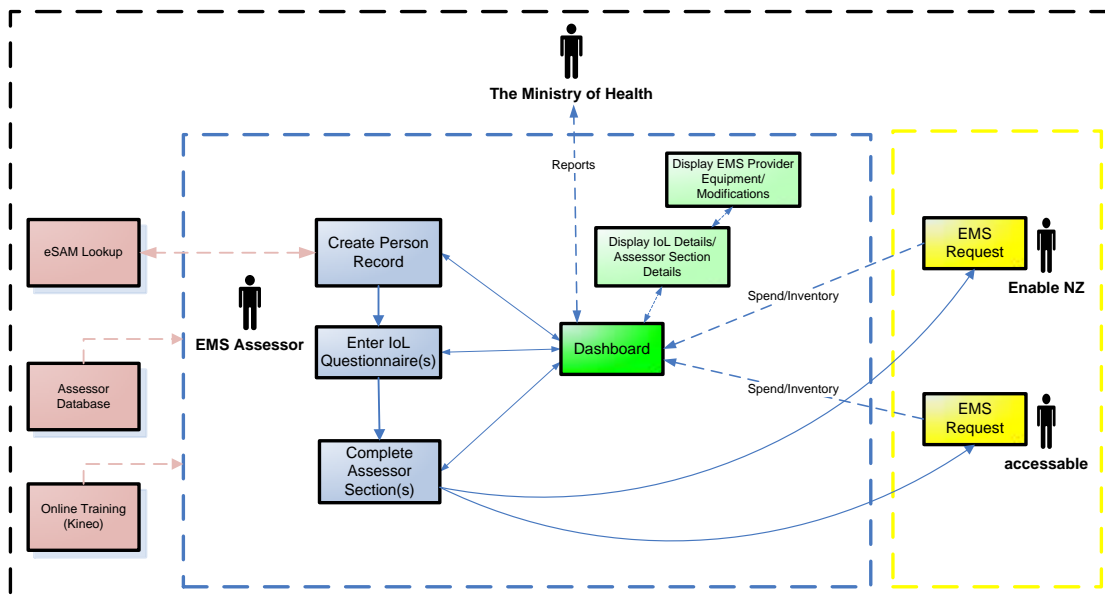 The Ministry of Health
Reports
Display EMS Provider
Equipment/
Modifications
eSAM Lookup
Create Person
Record
Display IoL Details/
Assessor Section
Details
EMS
Request
Enable NZ
EMS Assessor
Spend/Inventory
Enter IoL
Questionnaire(s)
Dashboard
Assessor
Database
Spend/Inventory
EMS
Request
accessable
Complete
Assessor
Section(s)
Online Training
(Kineo)